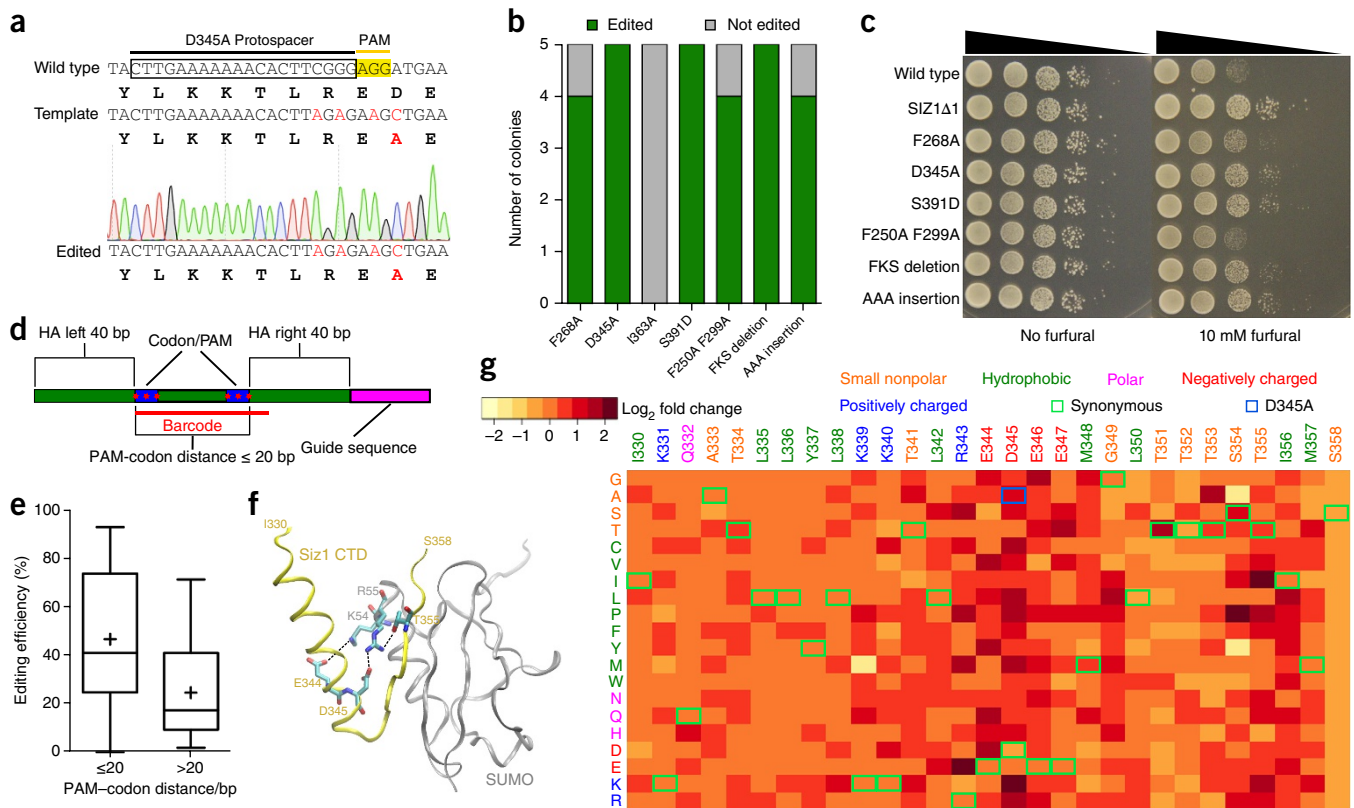 a
D345A Protospacer PAM
Wild type TACTTGAAAAAAACACTTCGGGAGGATGAA
Y L K K T L R E D E
Template TACTTGAAAAAAACACTTAGAGAAGCTGAA
Y L K K T L R E A E
Edited TACTTGAAAAAAACACTTAGAGAAGCTGAA
Y L K K T L R E A E
b
Edited Not edited
Number of colonies
5
4
3
2
1
0
F268A
D345A
I363A
S391D
F250A F299A
FKS deletion
AAA insertion
c
Wild type
SIZ1Δ1
F268A
D345A
S391D
F250A F299A
FKS deletion
AAA insertion
No furfural 10 mM furfural
d
HA left 40 bp Codon/PAM HA right 40 bp
Barcode
Guide sequence
PAM-codon distance ≤ 20 bp
e
Editing efficiency (%)
100
80
60
40
20
0
≤20 >20
PAM–codon distance/bp
f
I330
Siz1 CTD
S358
R55
K54
T355
E344
D345
SUMO
g
Small nonpolar Hydrophobic Polar Negatively charged
Log2 fold change Positively charged Synonymous D345A
−2 −1 0 1 2
I330 K331 Q332 A333 T334 L335 L336 Y337 L338 K339 K340 T341 L342 R343 E344 D345 E346 E347 M348 G349 L350 T351 T352 T353 S354 T355 I356 M357 S358
G
A
S
T
C
V
I
L
P
F
Y
M
W
N
Q
H
D
E
K
R